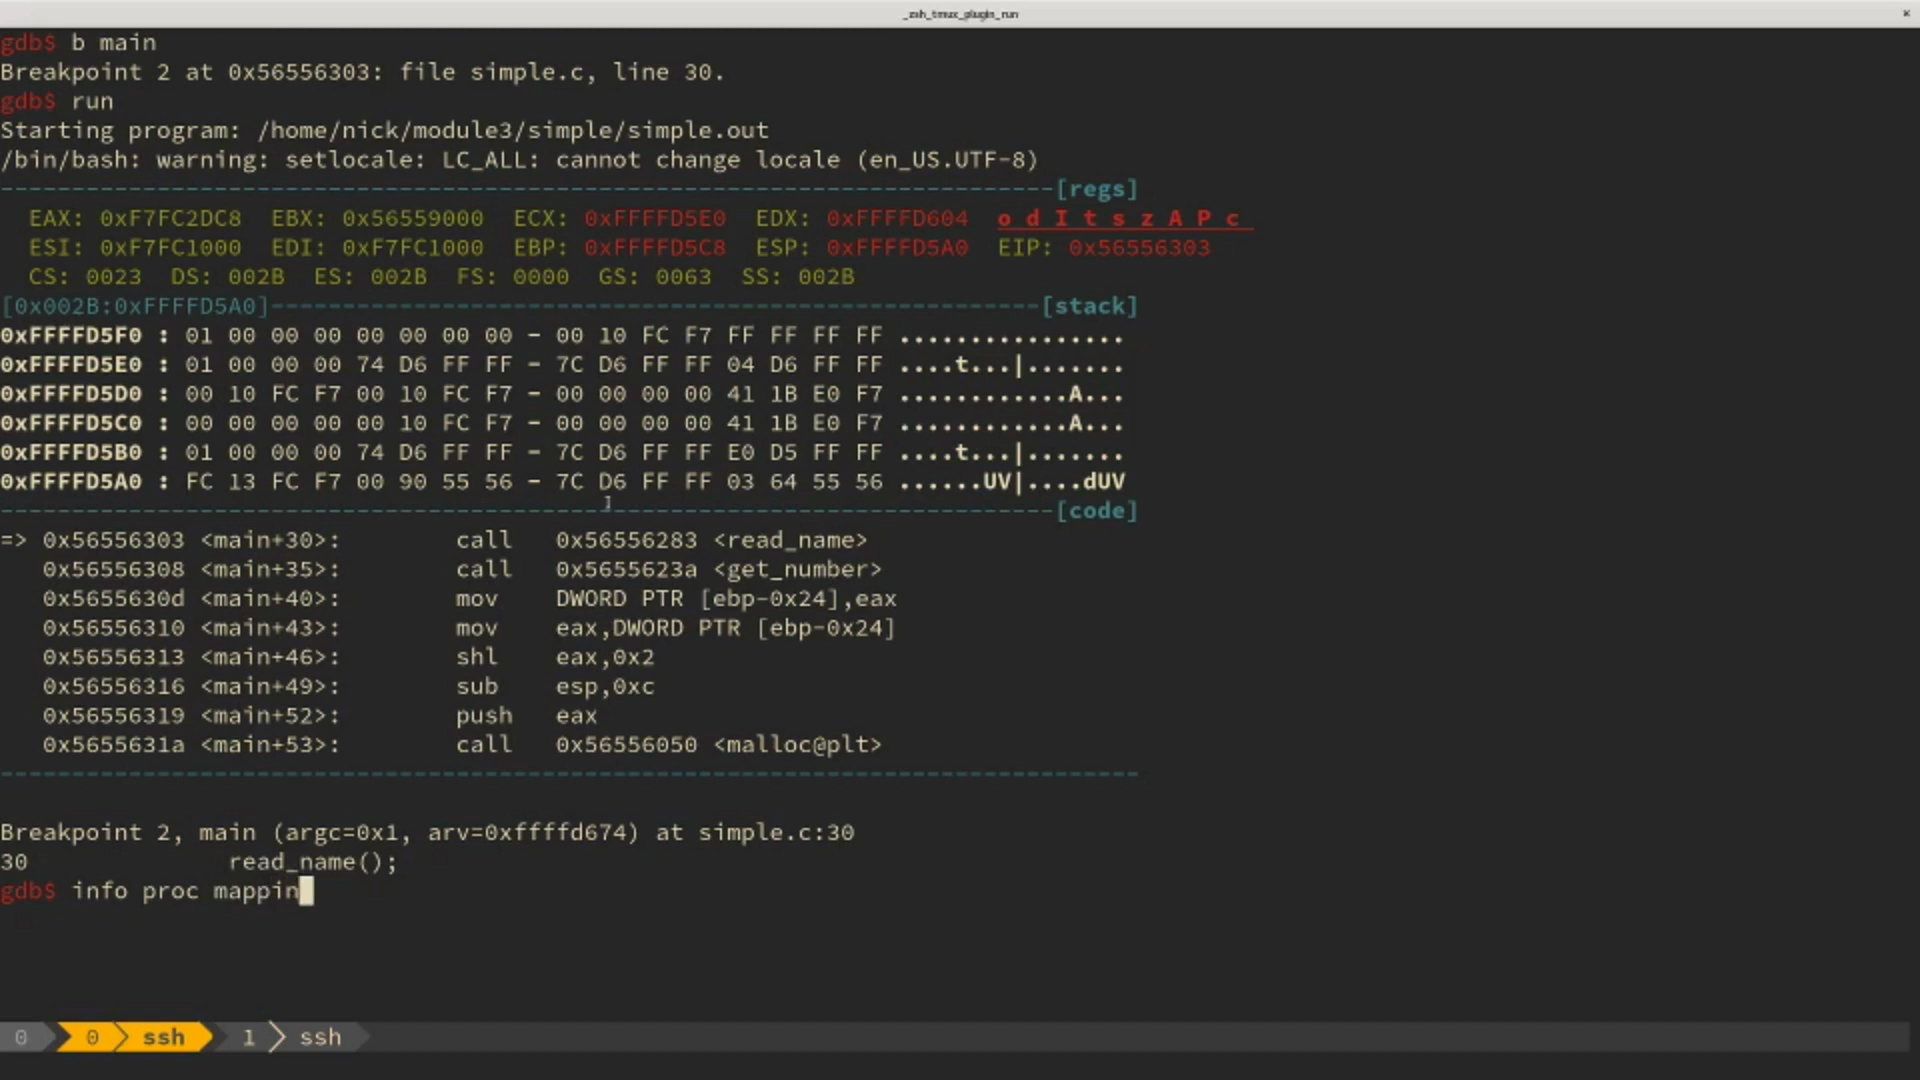 _zsh_tmux_plugin_run ×
gdb$ b main
Breakpoint 2 at 0x56556303: file simple.c, line 30.
gdb$ run
Starting program: /home/nick/module3/simple/simple.out
/bin/bash: warning: setlocale: LC_ALL: cannot change locale (en_US.UTF-8)
--------------------------------------------------------------------------[regs]
  EAX: 0xF7FC2DC8  EBX: 0x56559000  ECX: 0xFFFFD5E0  EDX: 0xFFFFD604  o d I t s z A P c
  ESI: 0xF7FC1000  EDI: 0xF7FC1000  EBP: 0xFFFFD5C8  ESP: 0xFFFFD5A0  EIP: 0x56556303
  CS: 0023  DS: 002B  ES: 002B  FS: 0000  GS: 0063  SS: 002B
[0x002B:0xFFFFD5A0]------------------------------------------------------[stack]
0xFFFFD5F0 : 01 00 00 00 00 00 00 00 - 00 10 FC F7 FF FF FF FF ................
0xFFFFD5E0 : 01 00 00 00 74 D6 FF FF - 7C D6 FF FF 04 D6 FF FF ....t...|.......
0xFFFFD5D0 : 00 10 FC F7 00 10 FC F7 - 00 00 00 00 41 1B E0 F7 ............A...
0xFFFFD5C0 : 00 00 00 00 00 10 FC F7 - 00 00 00 00 41 1B E0 F7 ............A...
0xFFFFD5B0 : 01 00 00 00 74 D6 FF FF - 7C D6 FF FF E0 D5 FF FF ....t...|.......
0xFFFFD5A0 : FC 13 FC F7 00 90 55 56 - 7C D6 FF FF 03 64 55 56 ......UV|....dUV
--------------------------------------------------------------------------[code]
=> 0x56556303 <main+30>:        call   0x56556283 <read_name>
   0x56556308 <main+35>:        call   0x5655623a <get_number>
   0x5655630d <main+40>:        mov    DWORD PTR [ebp-0x24],eax
   0x56556310 <main+43>:        mov    eax,DWORD PTR [ebp-0x24]
   0x56556313 <main+46>:        shl    eax,0x2
   0x56556316 <main+49>:        sub    esp,0xc
   0x56556319 <main+52>:        push   eax
   0x5655631a <main+53>:        call   0x56556050 <malloc@plt>
--------------------------------------------------------------------------------
Breakpoint 2, main (argc=0x1, arv=0xffffd674) at simple.c:30
30              read_name();
gdb$ info proc mappin
0 0 ssh 1 ssh